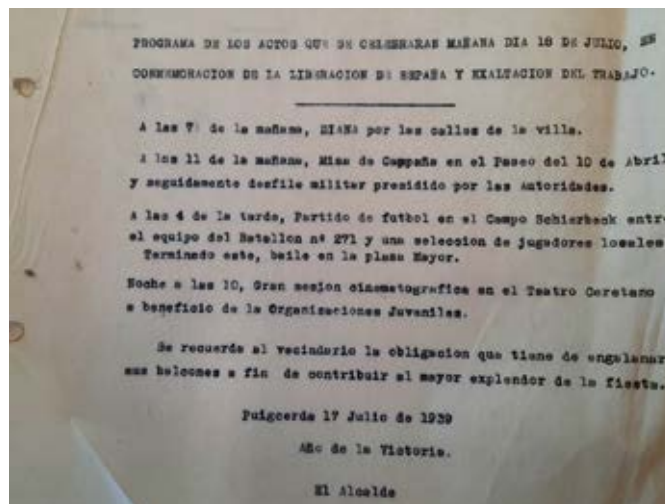 PROGRAMA DE LOS ACTOS QUE SE CELEBRARAN MAÑANA DIA 18 DE JULIO, EN
CONMEMORACION DE LA LIBERACION DE ESPAÑA Y EXALTACION DEL TRABAJO.
A las 7 de la mañana, DIANA por las calles de la villa.
A los 11 de la mañana, Misa de Campaña en el Paseo del 10 de Abril
y seguidamente desfile militar presidido por las Autoridades.
A las 4 de la tarde, Partido de futbol en el Campo Schierbeck entr
el equipo del Batallon nº 271 y una seleccion de jugadores locales
Terminado este, baile en la plaza Mayor.
Noche a las 10, Gran sesion cinematografica en el Teatro Ceretano
a beneficio de la Organizaciones Juveniles.
Se recuerda al vecindario la obligacion que tiene de engalanar
sus balcones a fin de contribuir al mayor explendor de la fiesta.
Puigcerda 17 Julio de 1939
Año de la Victoria.
El Alcalde